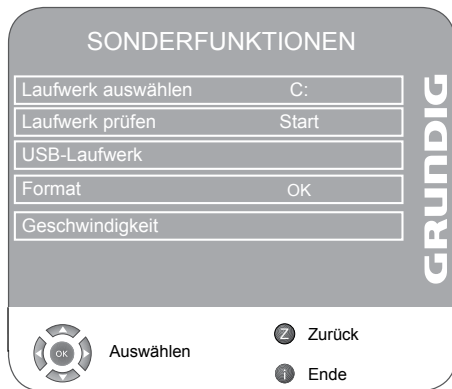 SONDERFUNKTIONEN
Laufwerk auswählen C:
Laufwerk prüfen Start
USB-Laufwerk
Format OK
Geschwindigkeit
GRUNDIG
OK Auswählen
Z Zurück
i Ende